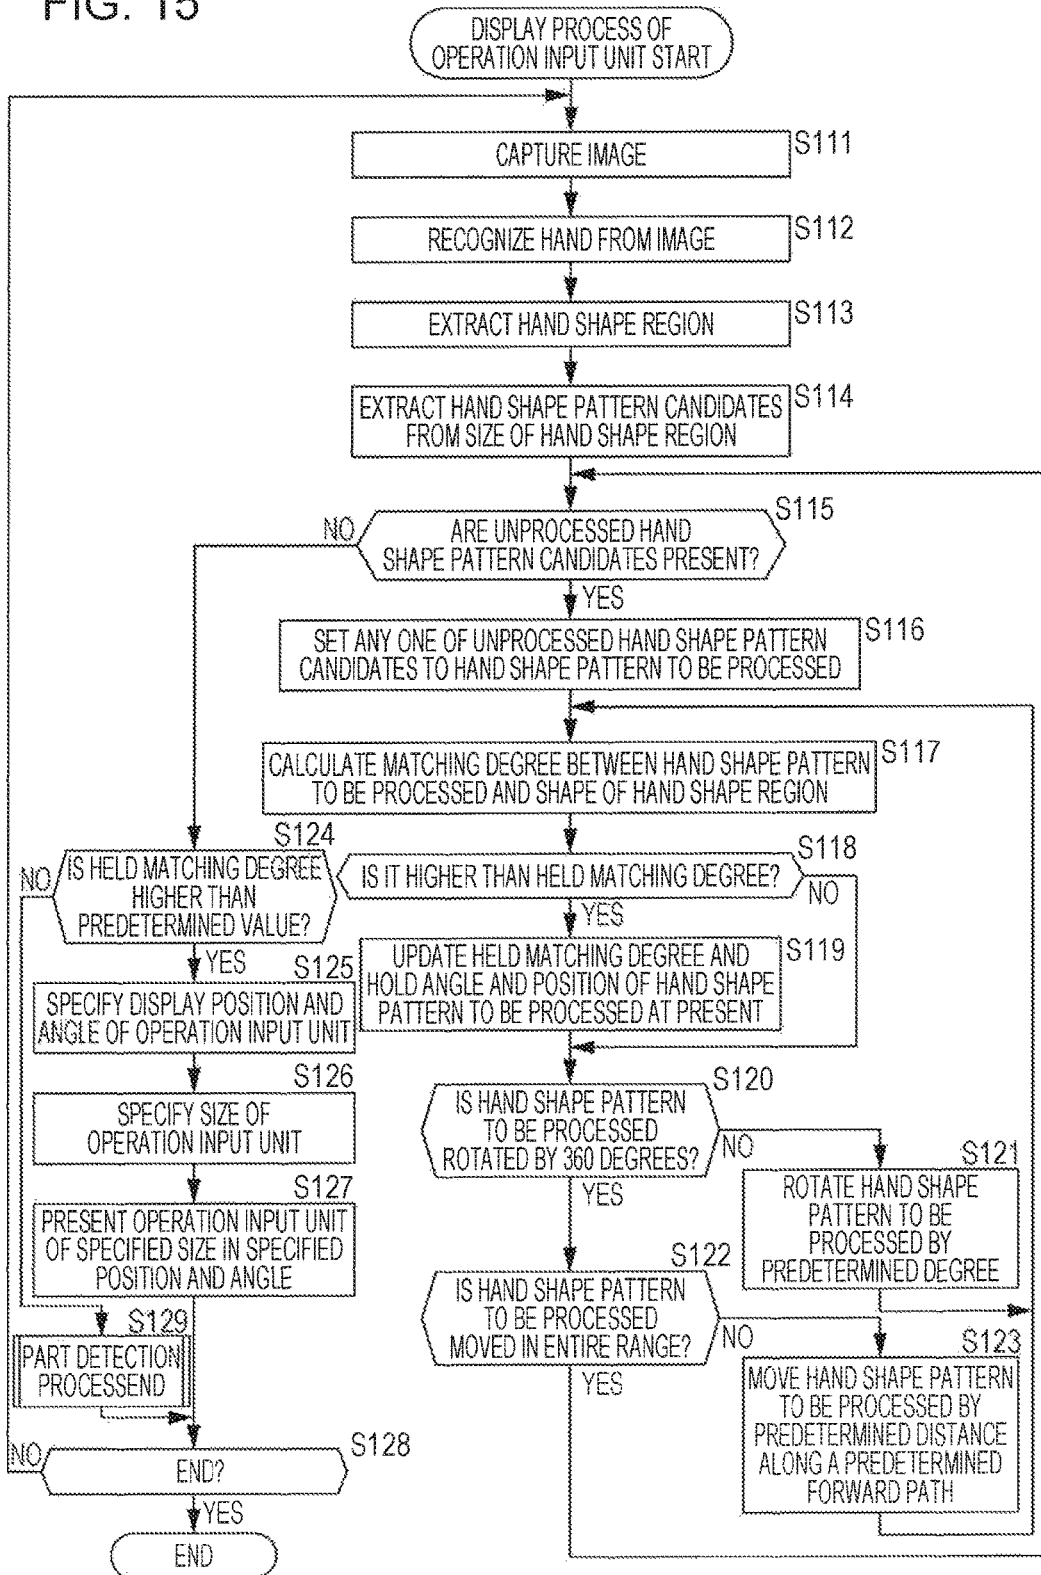 FIG. 15
DISPLAY PROCESS OF
OPERATION INPUT UNIT START
CAPTURE IMAGE
S111
RECOGNIZE HAND FROM IMAGE
S112
EXTRACT HAND SHAPE REGION
S113
EXTRACT HAND SHAPE PATTERN CANDIDATES
FROM SIZE OF HAND SHAPE REGION
S114
ARE UNPROCESSED HAND
SHAPE PATTERN CANDIDATES PRESENT?
S115
NO
YES
SET ANY ONE OF UNPROCESSED HAND SHAPE PATTERN
CANDIDATES TO HAND SHAPE PATTERN TO BE PROCESSED
S116
CALCULATE MATCHING DEGREE BETWEEN HAND SHAPE PATTERN
TO BE PROCESSED AND SHAPE OF HAND SHAPE REGION
S117
IS IT HIGHER THAN HELD MATCHING DEGREE?
S118
NO
YES
UPDATE HELD MATCHING DEGREE AND
HOLD ANGLE AND POSITION OF HAND SHAPE
PATTERN TO BE PROCESSED AT PRESENT
S119
IS HAND SHAPE PATTERN
TO BE PROCESSED
ROTATED BY 360 DEGREES?
S120
NO
YES
S121
ROTATE HAND SHAPE
PATTERN TO BE
PROCESSED BY
PREDETERMINED DEGREE
S122
IS HAND SHAPE PATTERN
TO BE PROCESSED
MOVED IN ENTIRE RANGE?
NO
YES
S123
MOVE HAND SHAPE PATTERN
TO BE PROCESSED BY
PREDETERMINED DISTANCE
ALONG A PREDETERMINED
FORWARD PATH
S124
IS HELD MATCHING DEGREE
HIGHER THAN
PREDETERMINED VALUE?
NO
YES
S125
SPECIFY DISPLAY POSITION AND
ANGLE OF OPERATION INPUT UNIT
S126
SPECIFY SIZE OF
OPERATION INPUT UNIT
S127
PRESENT OPERATION INPUT UNIT
OF SPECIFIED SIZE IN SPECIFIED
POSITION AND ANGLE
S129
PART DETECTION
PROCESSEND
S128
END?
NO
YES
END